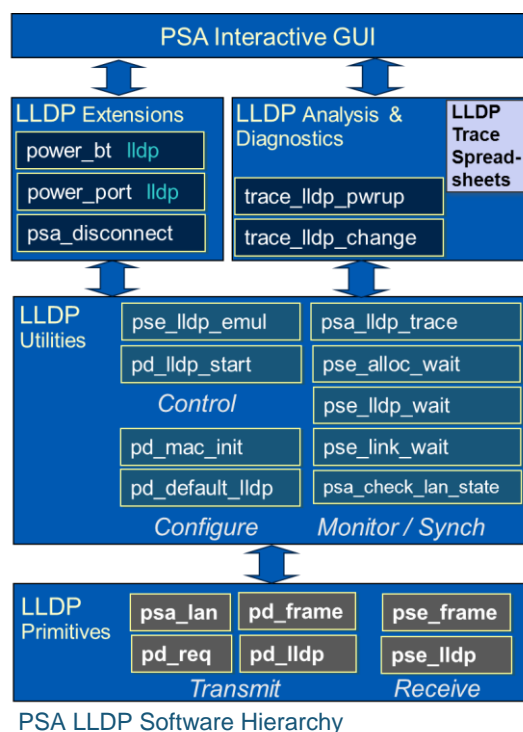 PSA Interactive GUI
LLDP Extensions
power_bt lldp
power_port lldp
psa_disconnect
LLDP Analysis &
Diagnostics
trace_lldp_pwrup
trace_lldp_change
LLDP
Trace
Spread-
sheets
LLDP
Utilities
pse_lldp_emul
pd_lldp_start
Control
pd_mac_init
pd_default_lldp
Configure
psa_lldp_trace
pse_alloc_wait
pse_lldp_wait
pse_link_wait
psa_check_lan_state
Monitor / Synch
LLDP
Primitives
psa_lan pd_frame
pd_req pd_lldp
Transmit
pse_frame
pse_lldp
Receive
PSA LLDP Software Hierarchy